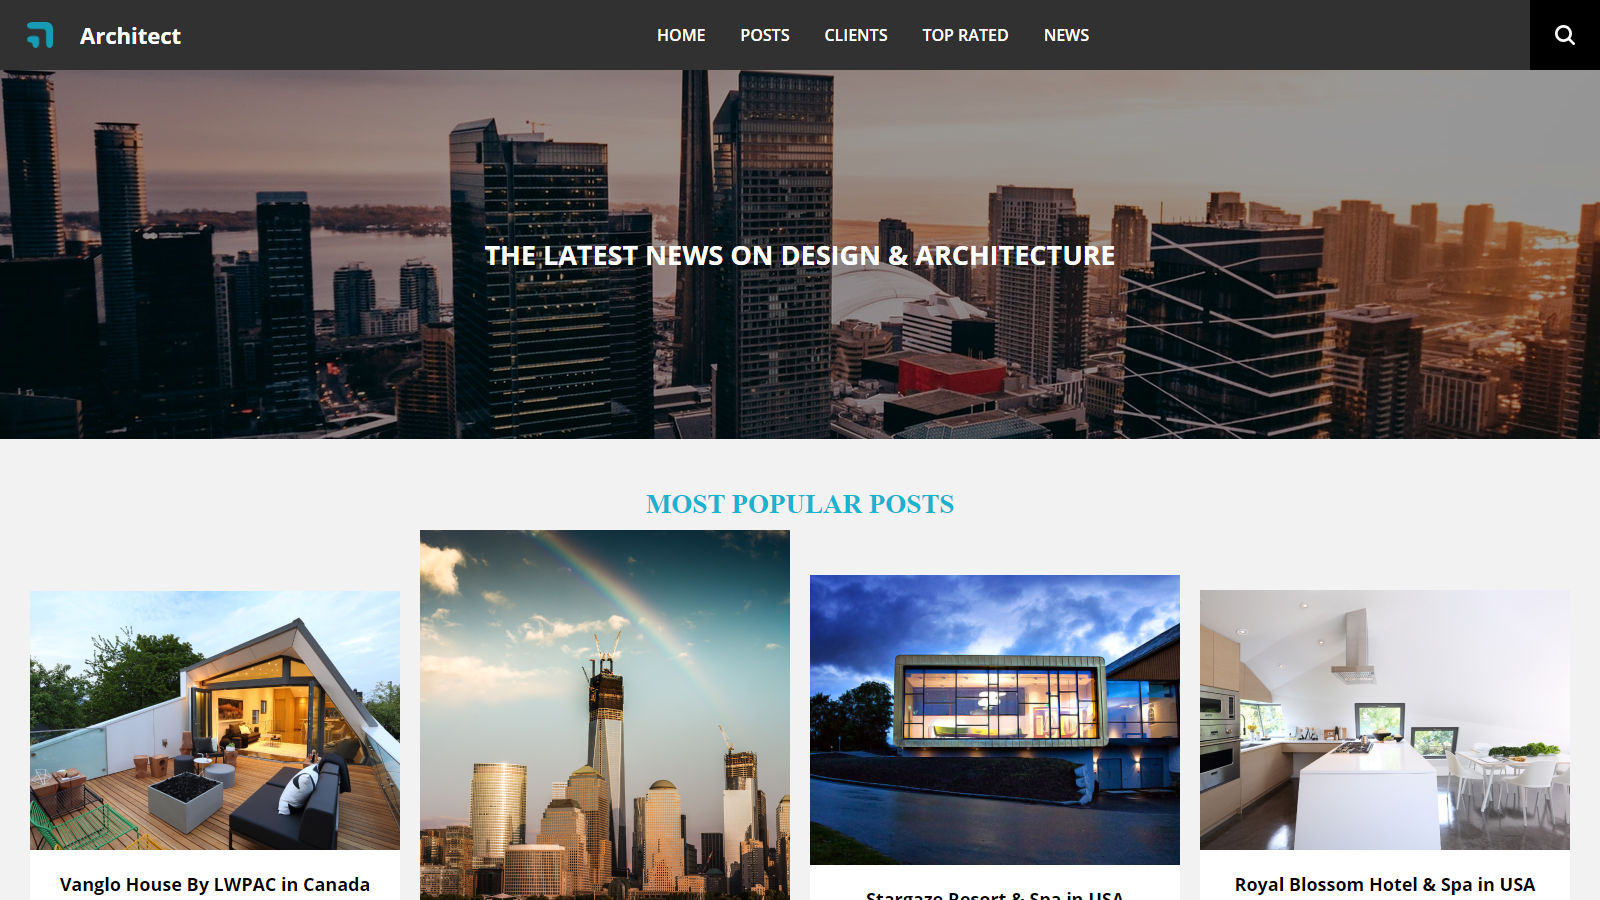 Architect
HOME
POSTS
CLIENTS
TOP RATED
NEWS
THE LATEST NEWS ON DESIGN & ARCHITECTURE
MOST POPULAR POSTS
Vanglo House By LWPAC in Canada
Stargaze Resort & Spa in USA
Royal Blossom Hotel & Spa in USA